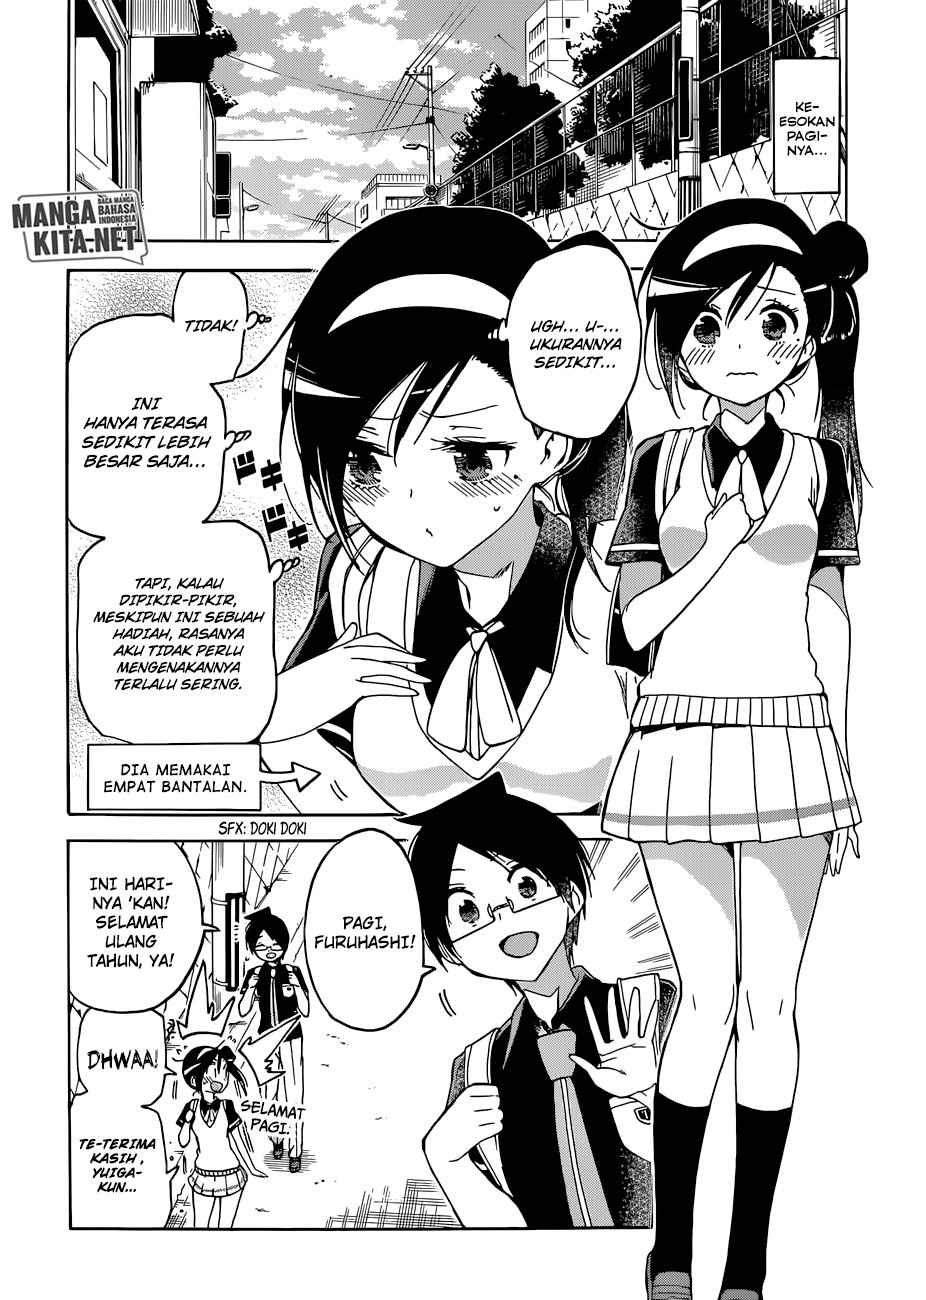 KE-
ESOKAN
PAGI-
NYA...
MANGA
KITA.NET
BACA MANGA
BAHASA
INDONESIA
UGH... U-...
UKURANNYA
SEDIKIT...
TIDAK!
INI
HANYA TERASA
SEDIKIT LEBIH
BESAR SAJA...
ドキ
ドキ
TAPI, KALAU
DIPIKIR-PIKIR,
MESKIPUN INI SEBUAH
HADIAH, RASANYA
AKU TIDAK PERLU
MENGENAKANNYA
TERLALU SERING.
DIA MEMAKAI
EMPAT BANTALAN.
SFX: DOKI DOKI
PAGI,
FURUHASHI!
INI HARI-
NYA 'KAN!
SELAMAT
ULANG
TAHUN, YA!
DHWAA!
SELAMAT
PAGI.
TE-TERIMA
KASIH ,
YUIGA-
KUN...